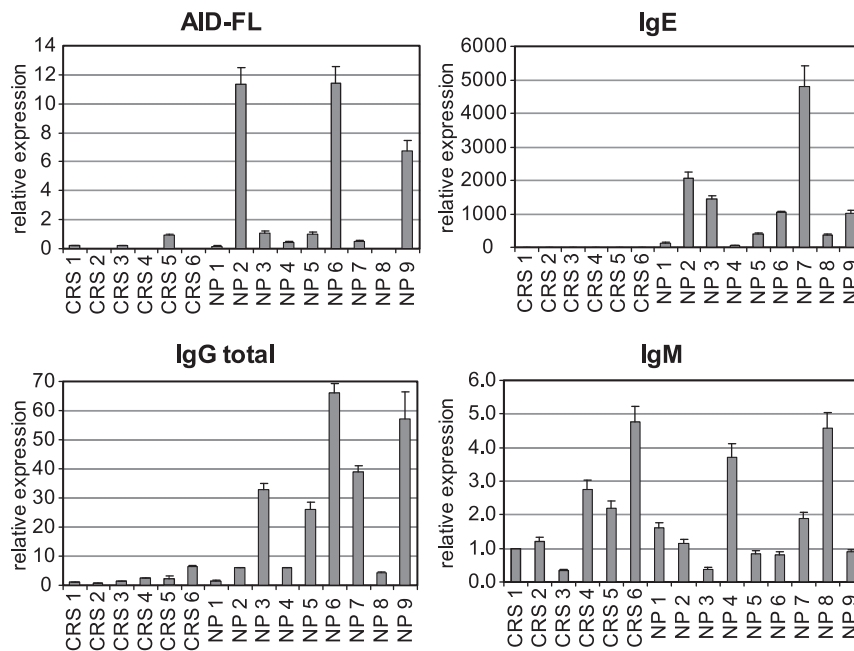 AID-FL
relative expression
14
12
10
8
6
4
2
0
CRS 1
CRS 2
CRS 3
CRS 4
CRS 5
CRS 6
NP 1
NP 2
NP 3
NP 4
NP 5
NP 6
NP 7
NP 8
NP 9
IgE
relative expression
6000
5000
4000
3000
2000
1000
0
CRS 1
CRS 2
CRS 3
CRS 4
CRS 5
CRS 6
NP 1
NP 2
NP 3
NP 4
NP 5
NP 6
NP 7
NP 8
NP 9
IgG total
relative expression
70
60
50
40
30
20
10
0
CRS 1
CRS 2
CRS 3
CRS 4
CRS 5
CRS 6
NP 1
NP 2
NP 3
NP 4
NP 5
NP 6
NP 7
NP 8
NP 9
IgM
relative expression
6.0
5.0
4.0
3.0
2.0
1.0
0.0
CRS 1
CRS 2
CRS 3
CRS 4
CRS 5
CRS 6
NP 1
NP 2
NP 3
NP 4
NP 5
NP 6
NP 7
NP 8
NP 9